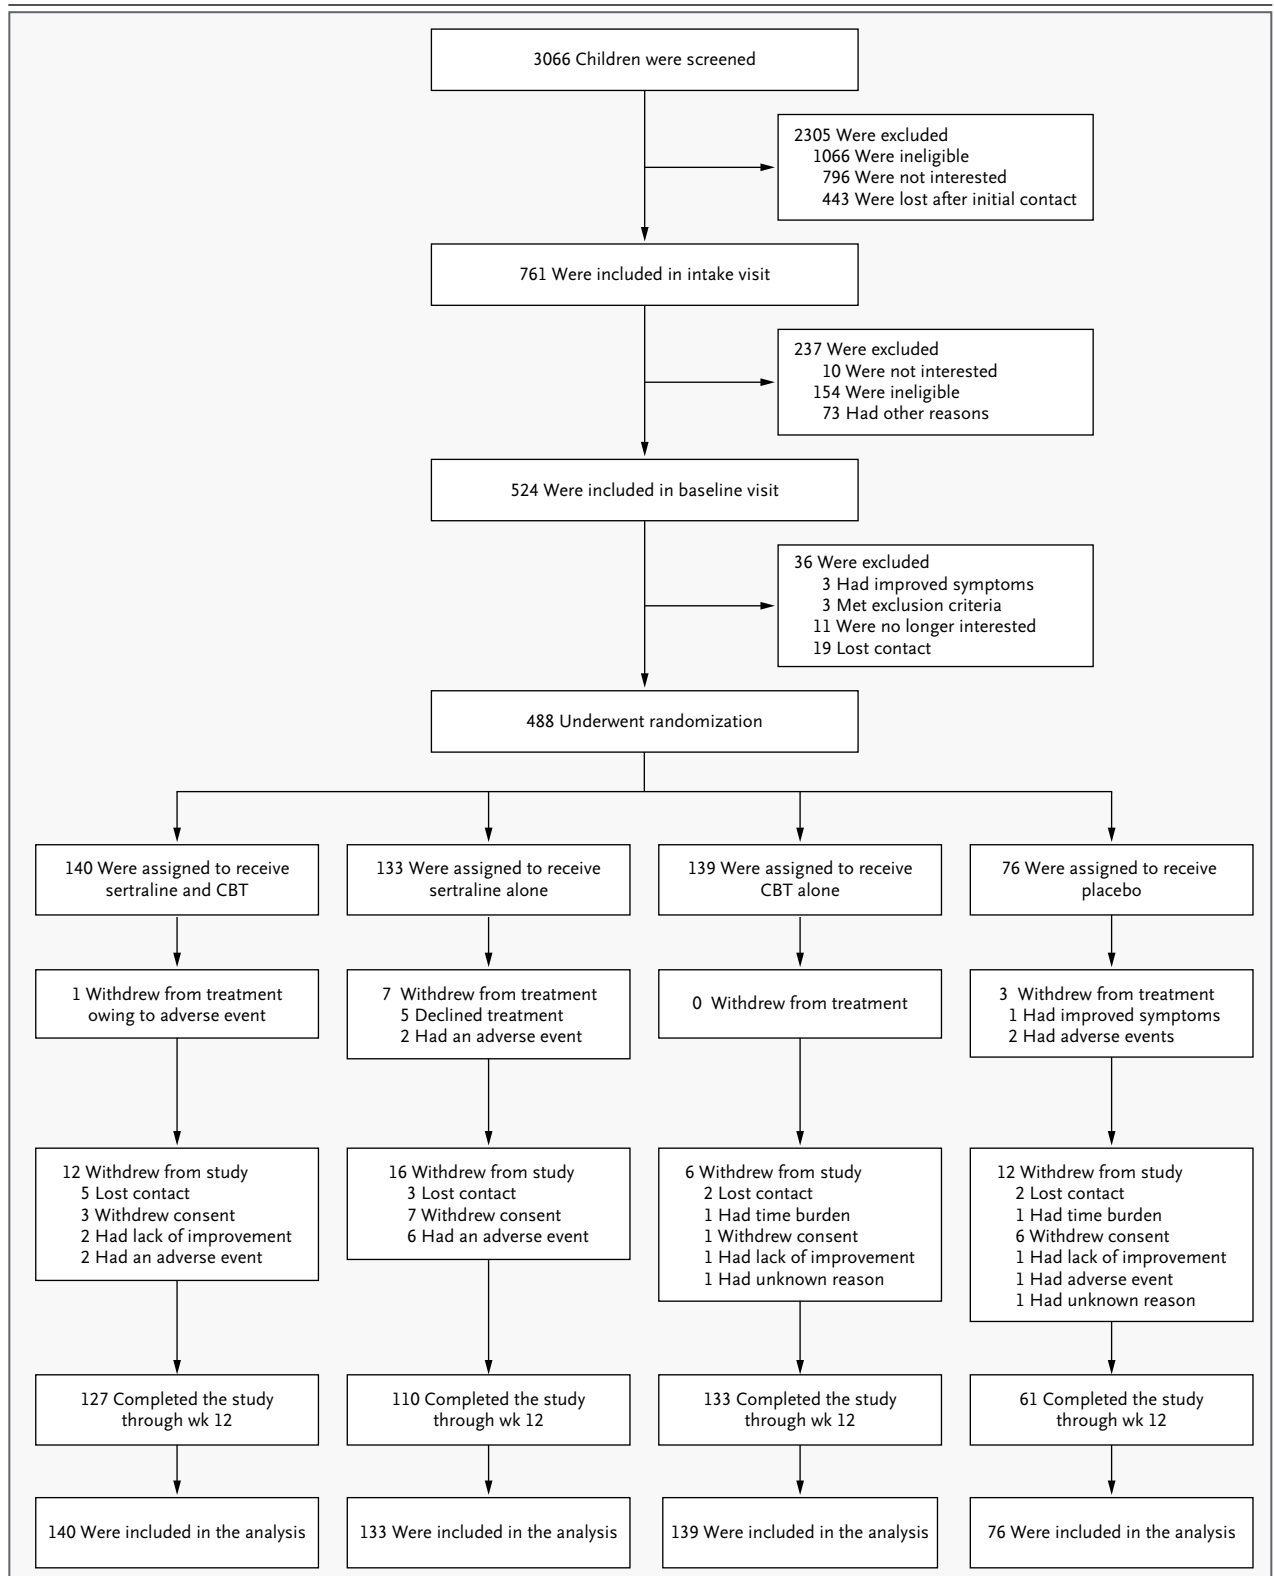 3066 Children were screened
2305 Were excluded
1066 Were ineligible
796 Were not interested
443 Were lost after initial contact
761 Were included in intake visit
237 Were excluded
10 Were not interested
154 Were ineligible
73 Had other reasons
524 Were included in baseline visit
36 Were excluded
3 Had improved symptoms
3 Met exclusion criteria
11 Were no longer interested
19 Lost contact
488 Underwent randomization
140 Were assigned to receive
sertraline and CBT
133 Were assigned to receive
sertraline alone
139 Were assigned to receive
CBT alone
76 Were assigned to receive
placebo
1 Withdrew from treatment
owing to adverse event
7 Withdrew from treatment
5 Declined treatment
2 Had an adverse event
0 Withdrew from treatment
3 Withdrew from treatment
1 Had improved symptoms
2 Had adverse events
12 Withdrew from study
5 Lost contact
3 Withdrew consent
2 Had lack of improvement
2 Had an adverse event
16 Withdrew from study
3 Lost contact
7 Withdrew consent
6 Had an adverse event
6 Withdrew from study
2 Lost contact
1 Had time burden
1 Withdrew consent
1 Had lack of improvement
1 Had unknown reason
12 Withdrew from study
2 Lost contact
1 Had time burden
6 Withdrew consent
1 Had lack of improvement
1 Had adverse event
1 Had unknown reason
127 Completed the study
through wk 12
110 Completed the study
through wk 12
133 Completed the study
through wk 12
61 Completed the study
through wk 12
140 Were included in the analysis
133 Were included in the analysis
139 Were included in the analysis
76 Were included in the analysis